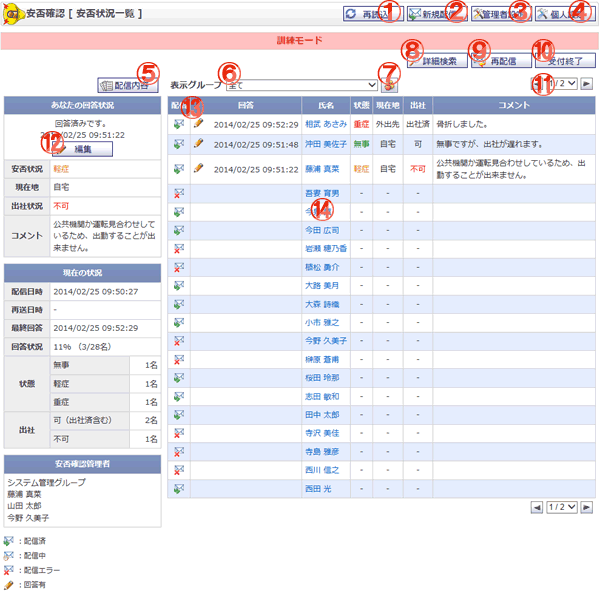 安否確認 [ 安否状況一覧 ]
再読込 ① 新規配信 ② 管理者設定 ③ 個人設定 ④
訓練モード
⑧ 詳細検索 ⑨ 再配信 ⑩ 受付終了
⑤ 配信内容
表示グループ ⑥ 全て ⑦
⑪ 1 / 2
あなたの回答状況
回答済みです。
2014/02/25 09:51:22
⑫ 編集
安否状況 軽症
現在地 自宅
出社状況 不可
コメント 公共機関が運転見合わせしているため、出勤することが出来ません。
現在の状況
配信日時 2014/02/25 09:50:27
再送日時 -
最終回答 2014/02/25 09:52:29
回答状況 11% (3/28名)
状態 無事 1名
軽症 1名
重症 1名
出社 可（出社済含む） 2名
不可 1名
安否確認管理者
システム管理グループ
藤浦 真菜
山田 太郎
今野 久美子
：配信済
：配信中
：配信エラー
：回答有
配信 ⑬ 回答 氏名 状態 現在地 出社 コメント
2014/02/25 09:52:29 相武 あさみ 重症 外出先 出社済 骨折しました。
2014/02/25 09:51:48 沖田 美佐子 無事 自宅 可 無事ですが、出社が遅れます。
2014/02/25 09:51:22 藤浦 真菜 軽症 自宅 不可 公共機関が運転見合わせしているため、出勤することが出来ません。
吾妻 育男 - - -
⑭ - - -
今田 広司 - - -
岩瀬 穂乃香 - - -
植松 勇介 - - -
大路 美月 - - -
大森 詩織 - - -
小市 雅之 - - -
今野 久美子 - - -
榊原 蒼甫 - - -
桜田 玲那 - - -
志田 敏和 - - -
田中 太郎 - - -
寺沢 美佳 - - -
寺島 雅彦 - - -
西川 信之 - - -
西田 光 - - -
1 / 2